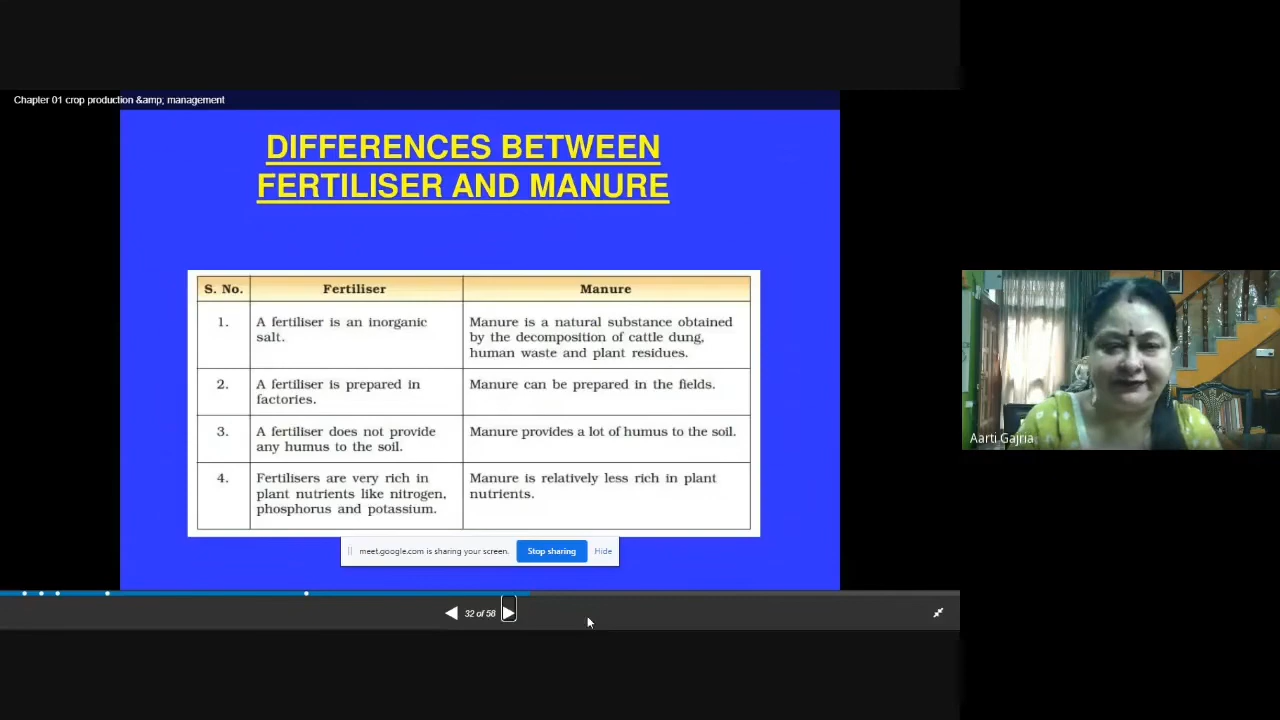 Chapter 01 crop production &amp; management
DIFFERENCES BETWEEN
FERTILISER AND MANURE
S. No.
Fertiliser
Manure
1.
A fertiliser is an inorganic
salt.
Manure is a natural substance obtained
by the decomposition of cattle dung,
human waste and plant residues.
2.
A fertiliser is prepared in
factories.
Manure can be prepared in the fields.
3.
A fertiliser does not provide
any humus to the soil.
Manure provides a lot of humus to the soil.
4.
Fertilisers are very rich in
plant nutrients like nitrogen,
phosphorus and potassium.
Manure is relatively less rich in plant
nutrients.
meet.google.com is sharing your screen.
Stop sharing
Hide
32 of 58
Aarti Gajria